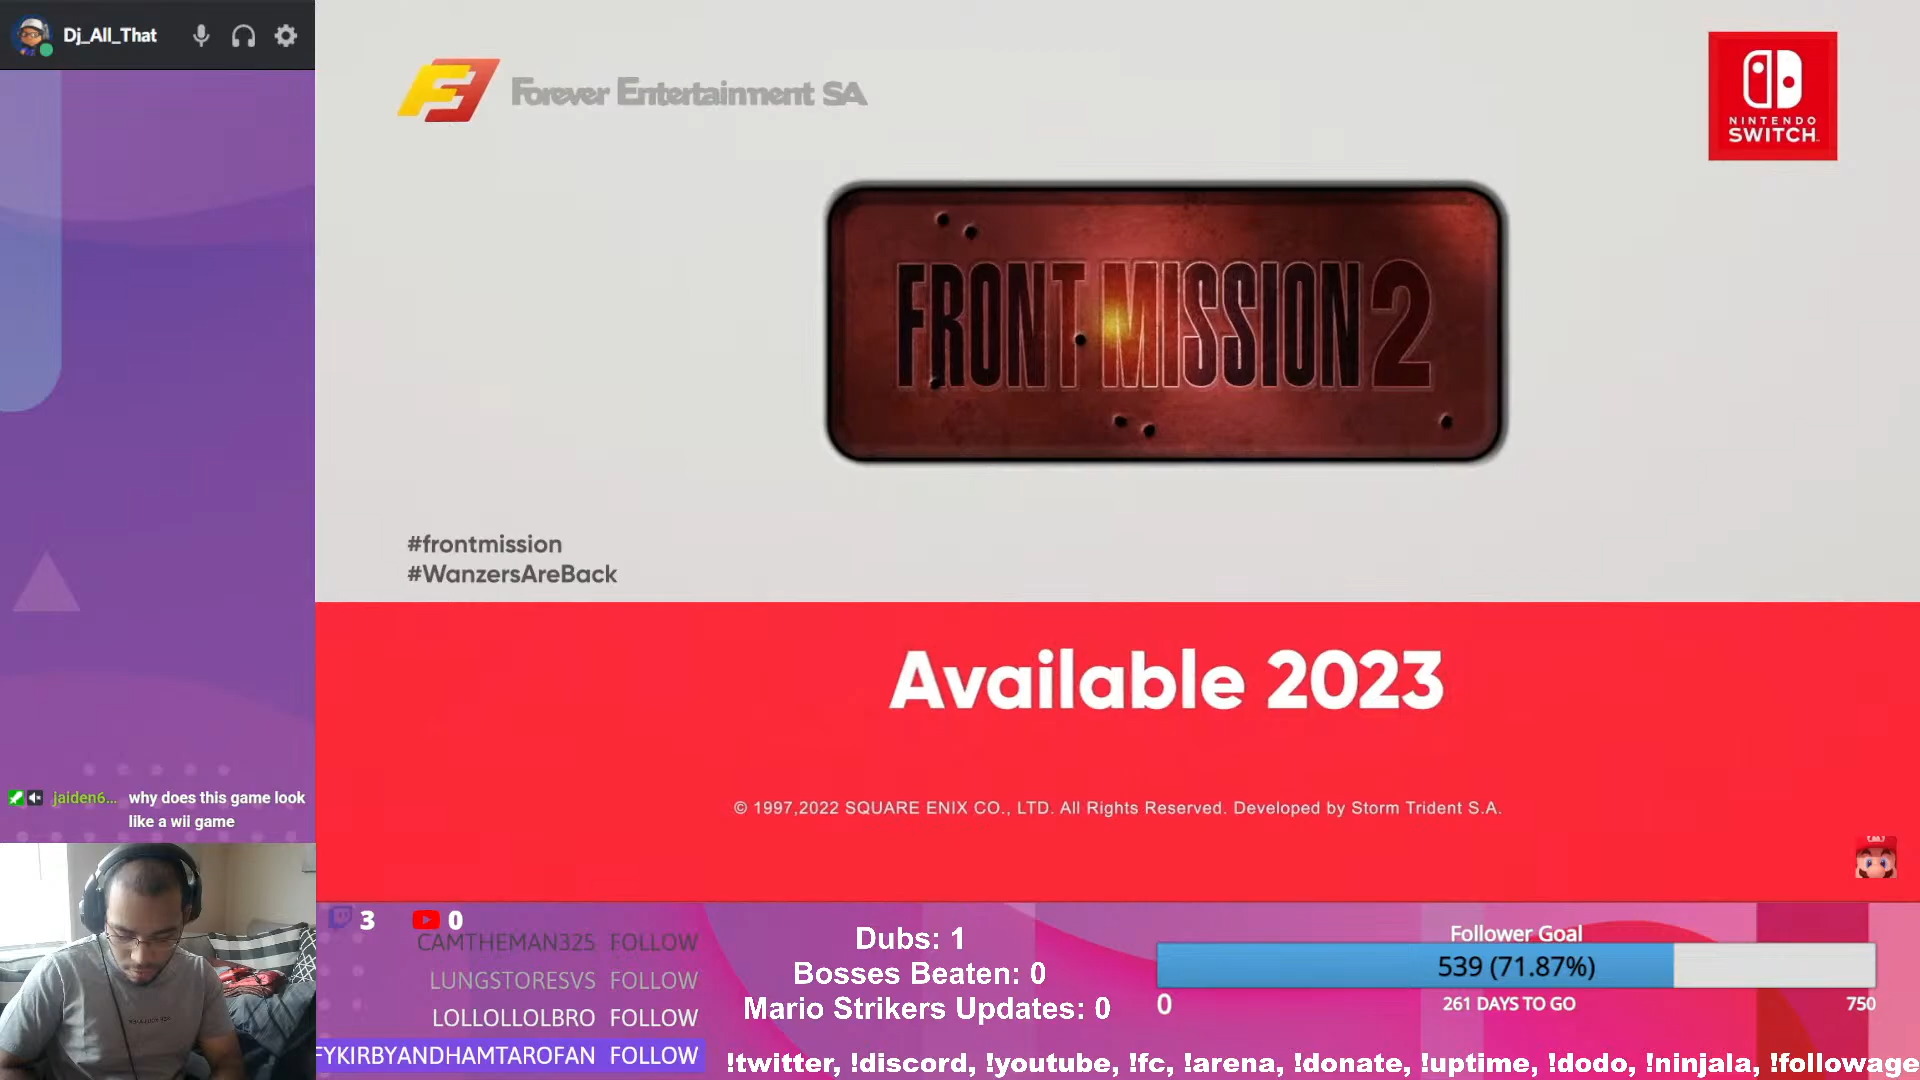 Dj_All_That
Forever Entertainment SA
NINTENDO
SWITCH
FRONT MISSION 2
#frontmission
#WanzersAreBack
Available 2023
© 1997,2022 SQUARE ENIX CO., LTD. All Rights Reserved. Developed by Storm Trident S.A.
jaiden6... why does this game look
like a wii game
3 0
CAMTHEMAN325 FOLLOW
LUNGSTORESVS FOLLOW
LOLLOLLOLBRO FOLLOW
FYKIRBYANDHAMTAROFAN FOLLOW
Dubs: 1
Bosses Beaten: 0
Mario Strikers Updates: 0
Follower Goal
539 (71.87%)
0 261 DAYS TO GO 750
!twitter, !discord, !youtube, !fc, !arena, !donate, !uptime, !dodo, !ninjala, !followage